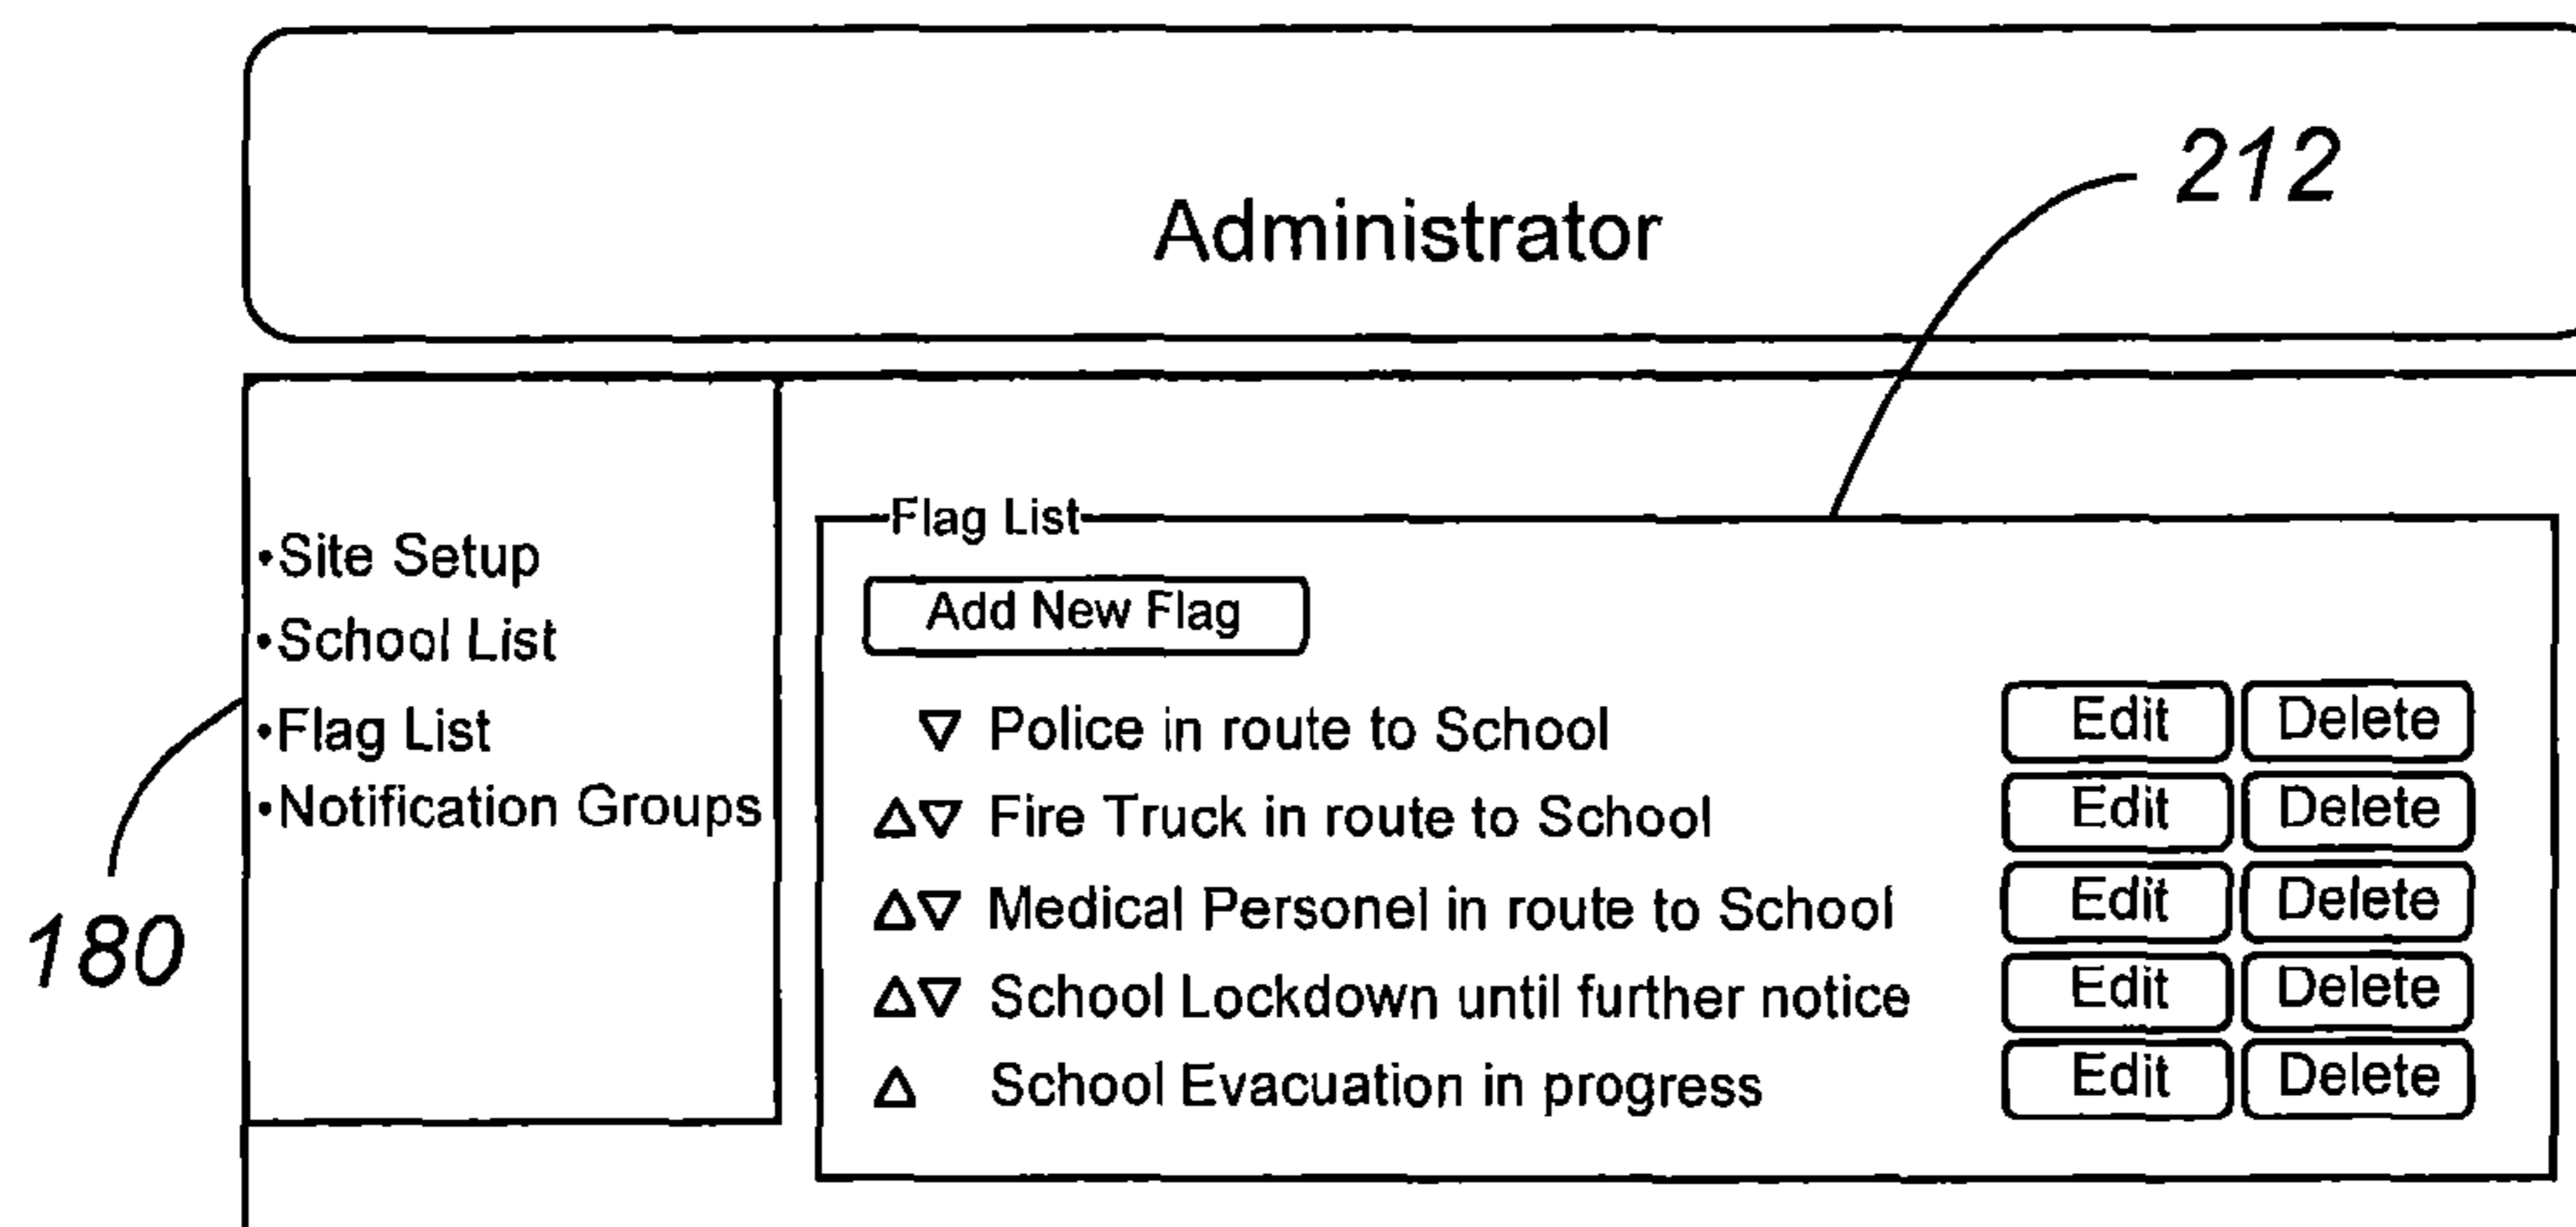 Administrator
212
•Site Setup
•School List
•Flag List
•Notification Groups
180
Flag List
Add New Flag
▽ Police in route to School Edit Delete
△▽ Fire Truck in route to School Edit Delete
△▽ Medical Personel in route to School Edit Delete
△▽ School Lockdown until further notice Edit Delete
△ School Evacuation in progress Edit Delete